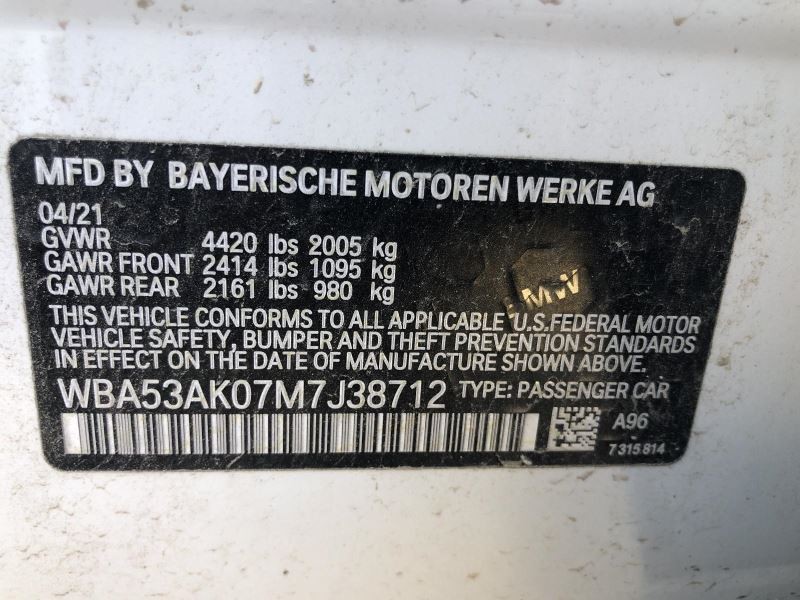 MFD BY BAYERISCHE MOTOREN WERKE AG
04/21
GVWR 4420 lbs 2005 kg
GAWR FRONT 2414 lbs 1095 kg
GAWR REAR 2161 lbs 980 kg
BMW
THIS VEHICLE CONFORMS TO ALL APPLICABLE U.S.FEDERAL MOTOR
VEHICLE SAFETY, BUMPER AND THEFT PREVENTION STANDARDS
IN EFFECT ON THE DATE OF MANUFACTURE SHOWN ABOVE.
WBA53AK07M7J38712 TYPE: PASSENGER CAR
A96
7315814